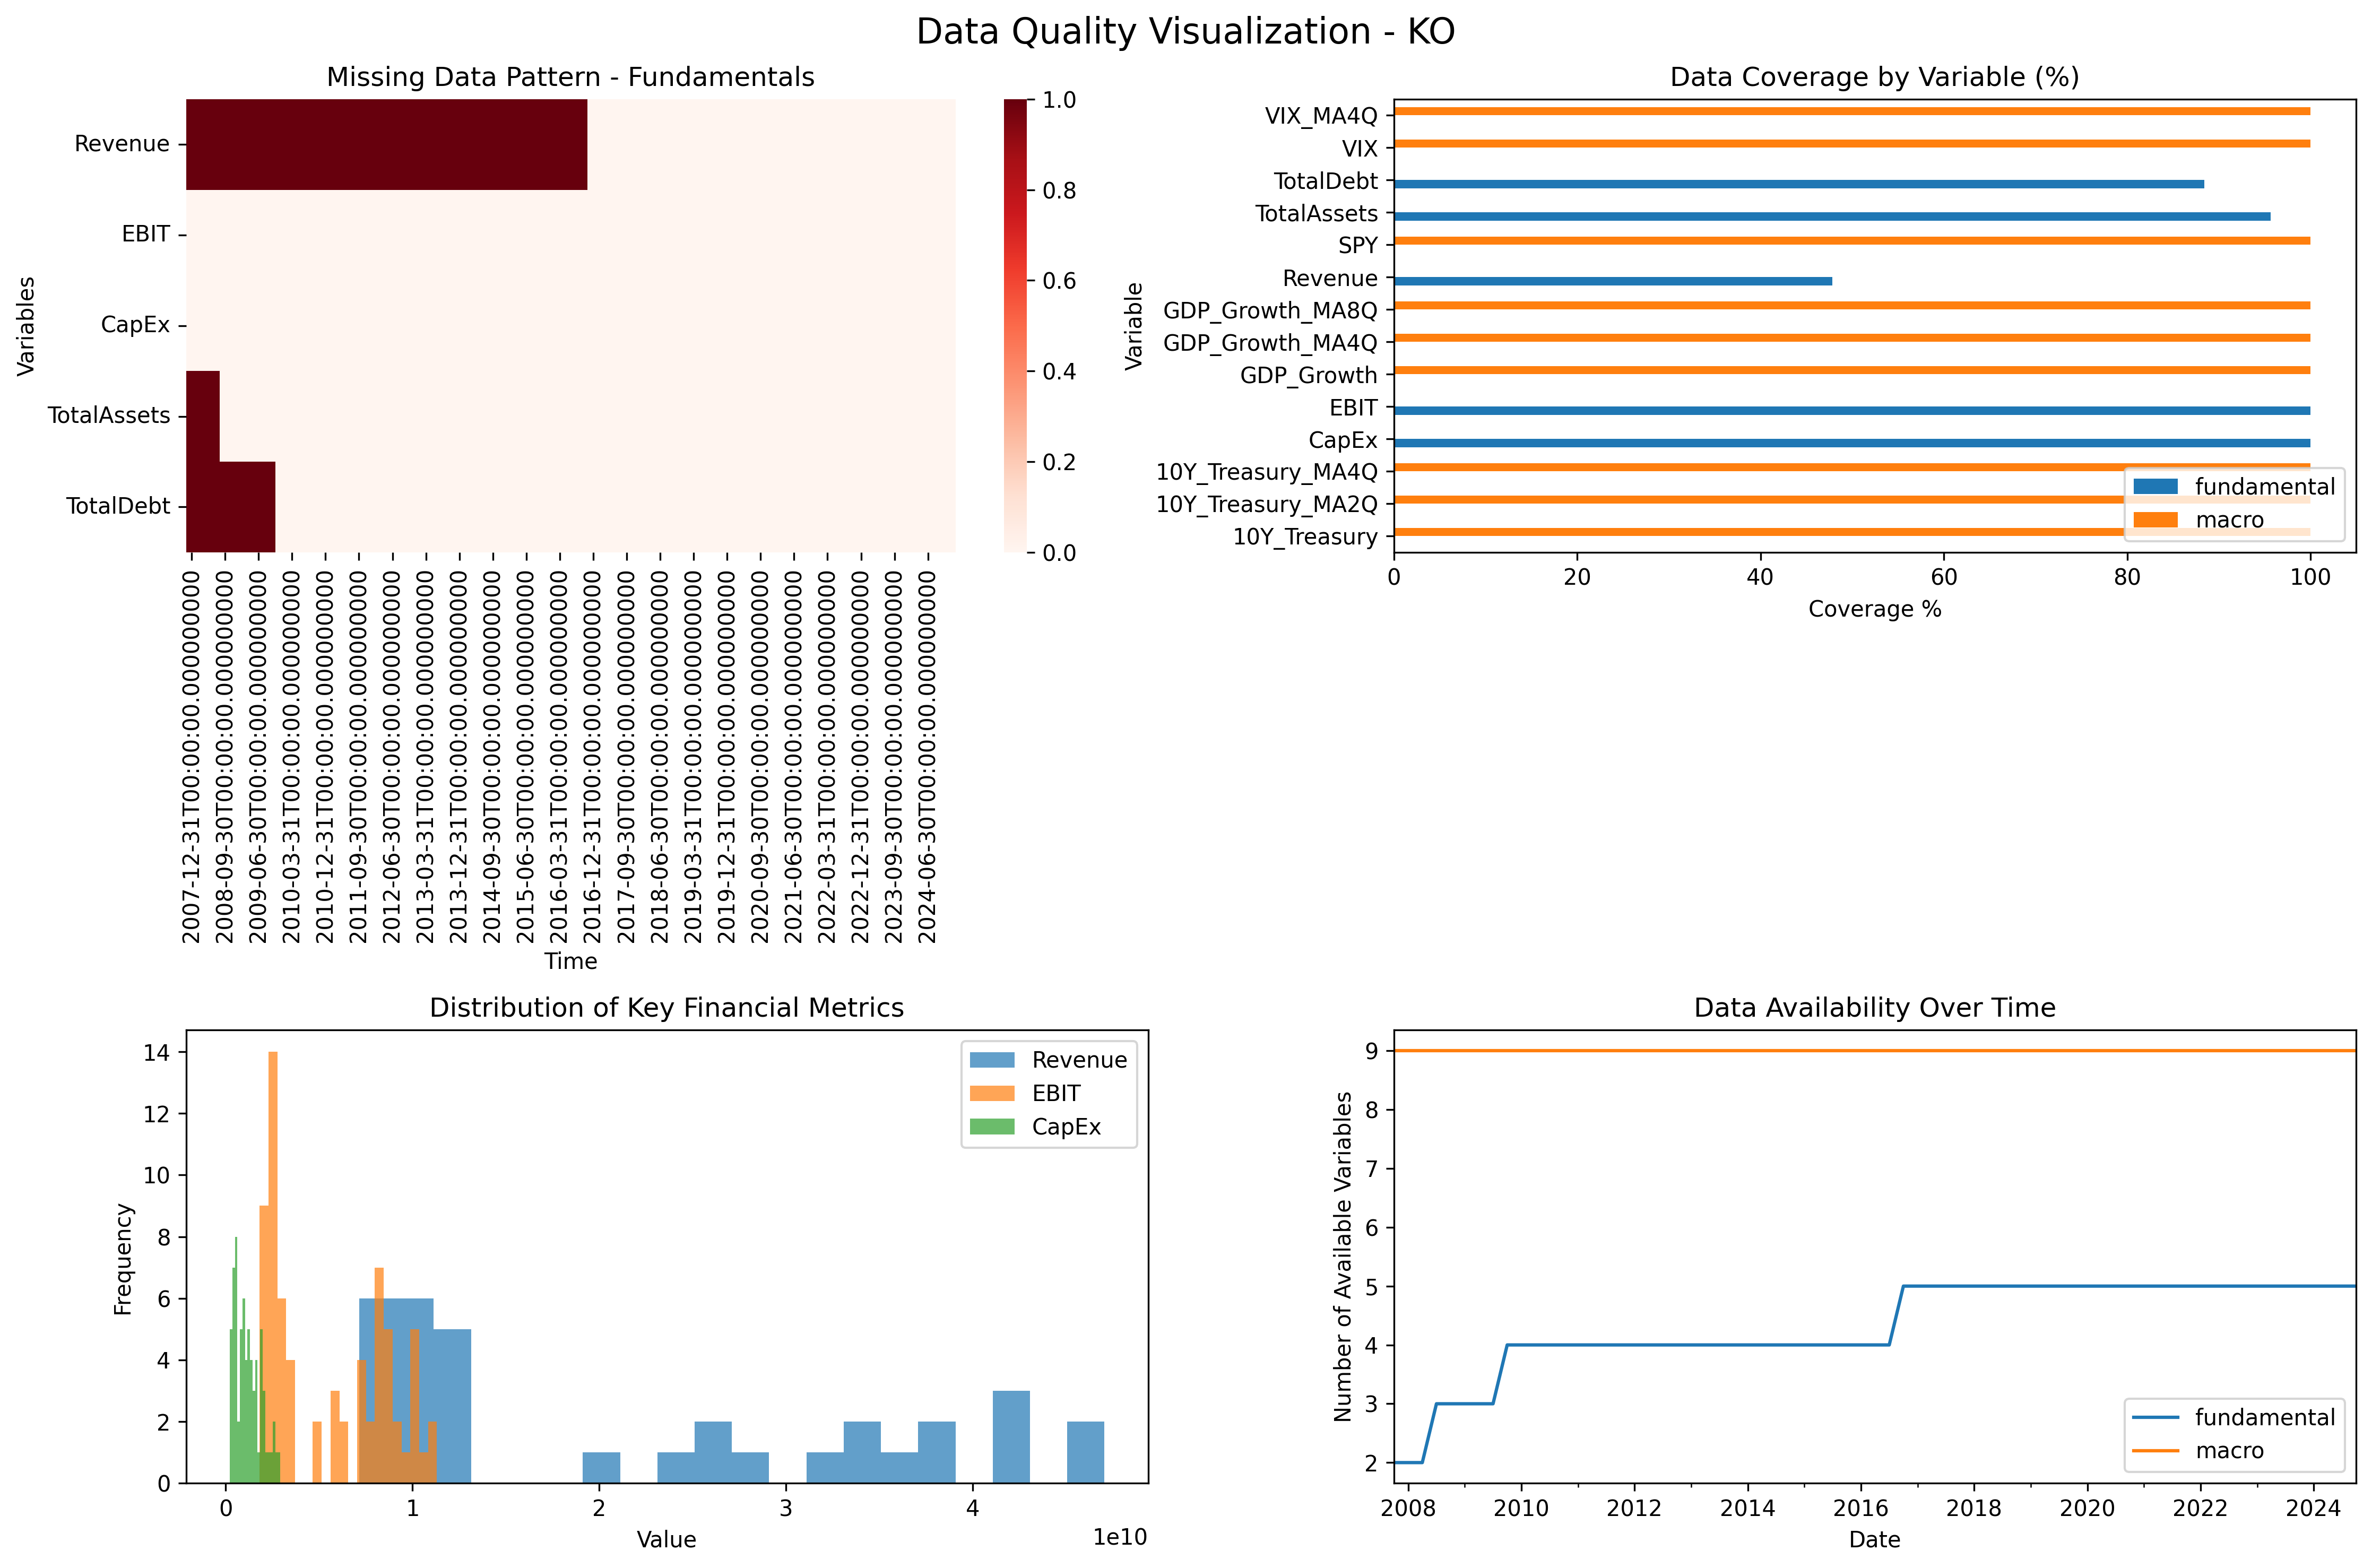 Data Quality Visualization - KO
Missing Data Pattern - Fundamentals
Variables
Revenue
EBIT
CapEx
TotalAssets
TotalDebt
1.0
0.8
0.6
0.4
0.2
0.0
2007-12-31T00:00:00.000000000
2008-09-30T00:00:00.000000000
2009-06-30T00:00:00.000000000
2010-03-31T00:00:00.000000000
2010-12-31T00:00:00.000000000
2011-09-30T00:00:00.000000000
2012-06-30T00:00:00.000000000
2013-03-31T00:00:00.000000000
2013-12-31T00:00:00.000000000
2014-09-30T00:00:00.000000000
2015-06-30T00:00:00.000000000
2016-03-31T00:00:00.000000000
2016-12-31T00:00:00.000000000
2017-09-30T00:00:00.000000000
2018-06-30T00:00:00.000000000
2019-03-31T00:00:00.000000000
2019-12-31T00:00:00.000000000
2020-09-30T00:00:00.000000000
2021-06-30T00:00:00.000000000
2022-03-31T00:00:00.000000000
2022-12-31T00:00:00.000000000
2023-09-30T00:00:00.000000000
2024-06-30T00:00:00.000000000
Time
Data Coverage by Variable (%)
Variable
VIX_MA4Q
VIX
TotalDebt
TotalAssets
SPY
Revenue
GDP_Growth_MA8Q
GDP_Growth_MA4Q
GDP_Growth
EBIT
CapEx
10Y_Treasury_MA4Q
10Y_Treasury_MA2Q
10Y_Treasury
fundamental
macro
0 20 40 60 80 100
Coverage %
Distribution of Key Financial Metrics
Frequency
14
12
10
8
6
4
2
0
Revenue
EBIT
CapEx
0 1 2 3 4
1e10
Value
Data Availability Over Time
Number of Available Variables
9
8
7
6
5
4
3
2
fundamental
macro
2008 2010 2012 2014 2016 2018 2020 2022 2024
Date